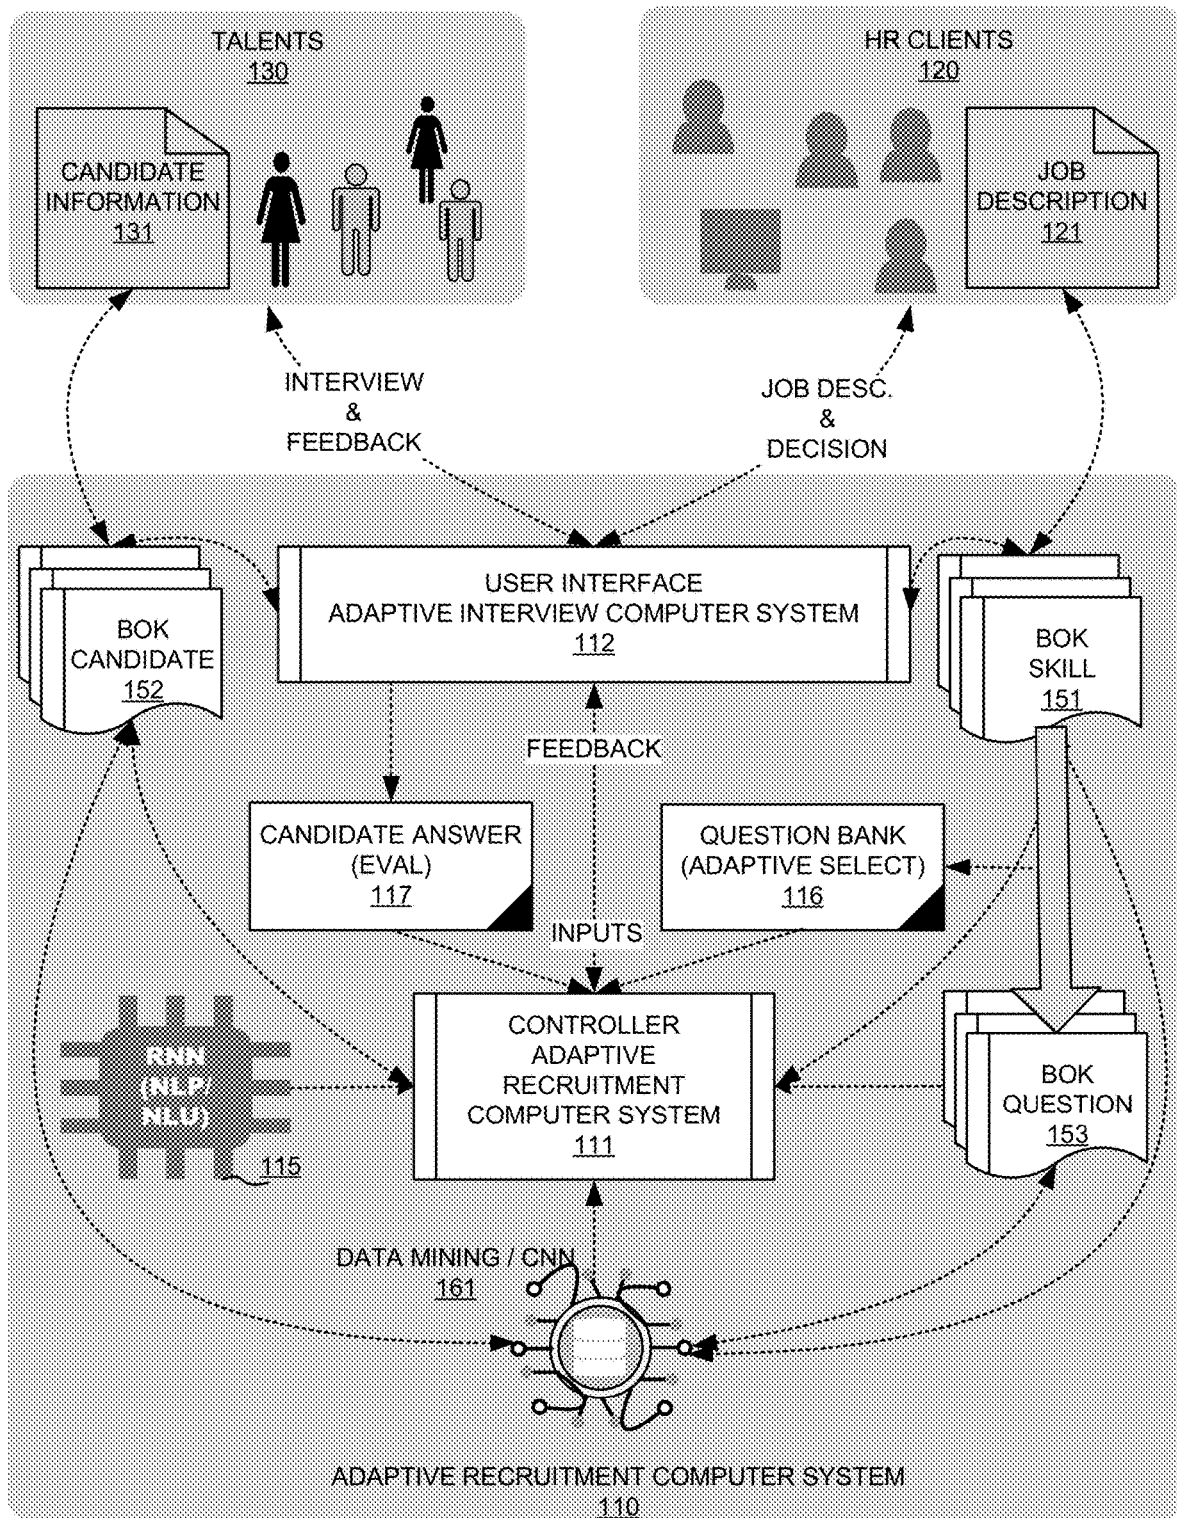 TALENTS
130
HR CLIENTS
120
CANDIDATE
INFORMATION
131
JOB
DESCRIPTION
121
INTERVIEW
&
FEEDBACK
JOB DESC.
&
DECISION
BOK
CANDIDATE
152
USER INTERFACE
ADAPTIVE INTERVIEW COMPUTER SYSTEM
112
BOK
SKILL
151
FEEDBACK
CANDIDATE ANSWER
(EVAL)
117
QUESTION BANK
(ADAPTIVE SELECT)
116
INPUTS
RNN
(NLP/
NLU)
115
CONTROLLER
ADAPTIVE
RECRUITMENT
COMPUTER SYSTEM
111
BOK
QUESTION
153
DATA MINING / CNN
161
ADAPTIVE RECRUITMENT COMPUTER SYSTEM
110